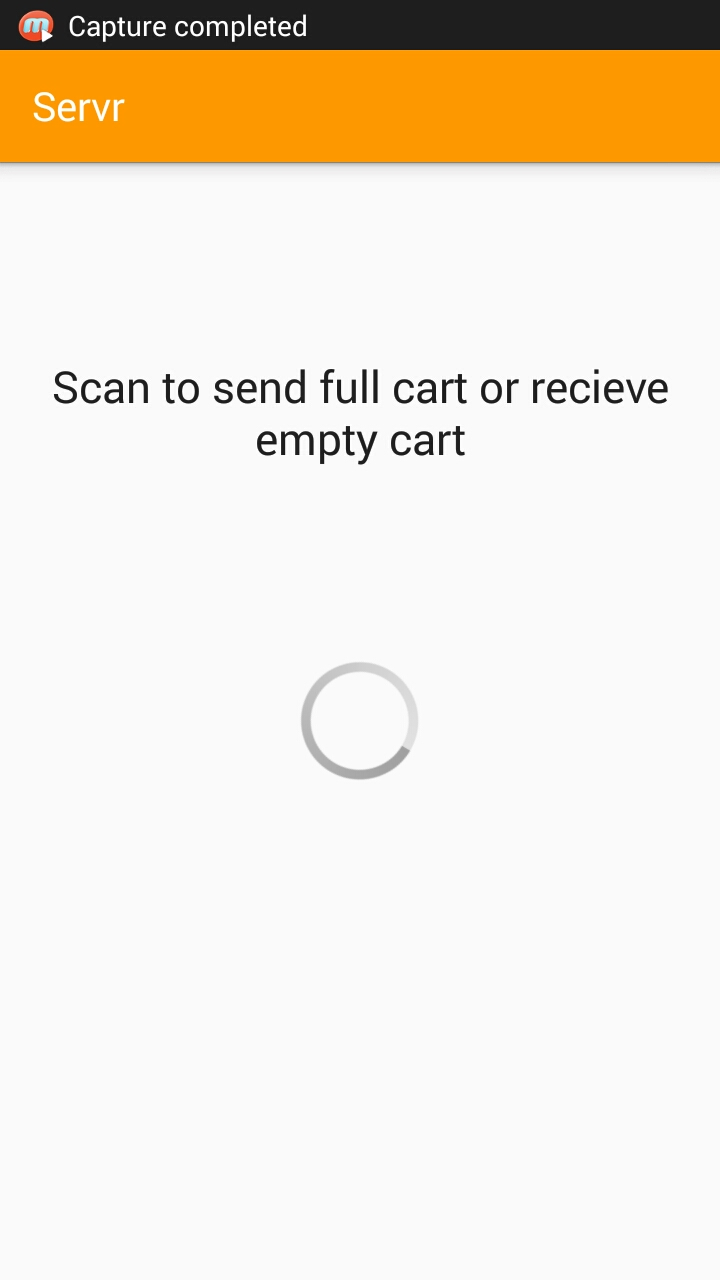 Capture completed
Servr
Scan to send full cart or recieve
empty cart